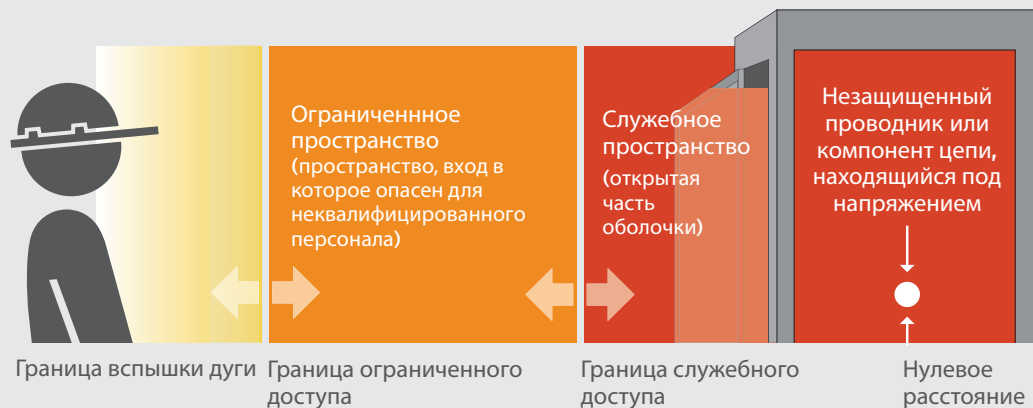 Ограниченнное
пространство
(пространство, вход в
которое опасен для
неквалифицированного
персонала)
Служебное
пространство
(открытая
часть
оболочки)
Незащищенный
проводник или
компонент цепи,
находящийся под
напряжением
Граница вспышки дуги
Граница ограниченного
доступа
Граница служебного
доступа
Нулевое
расстояние